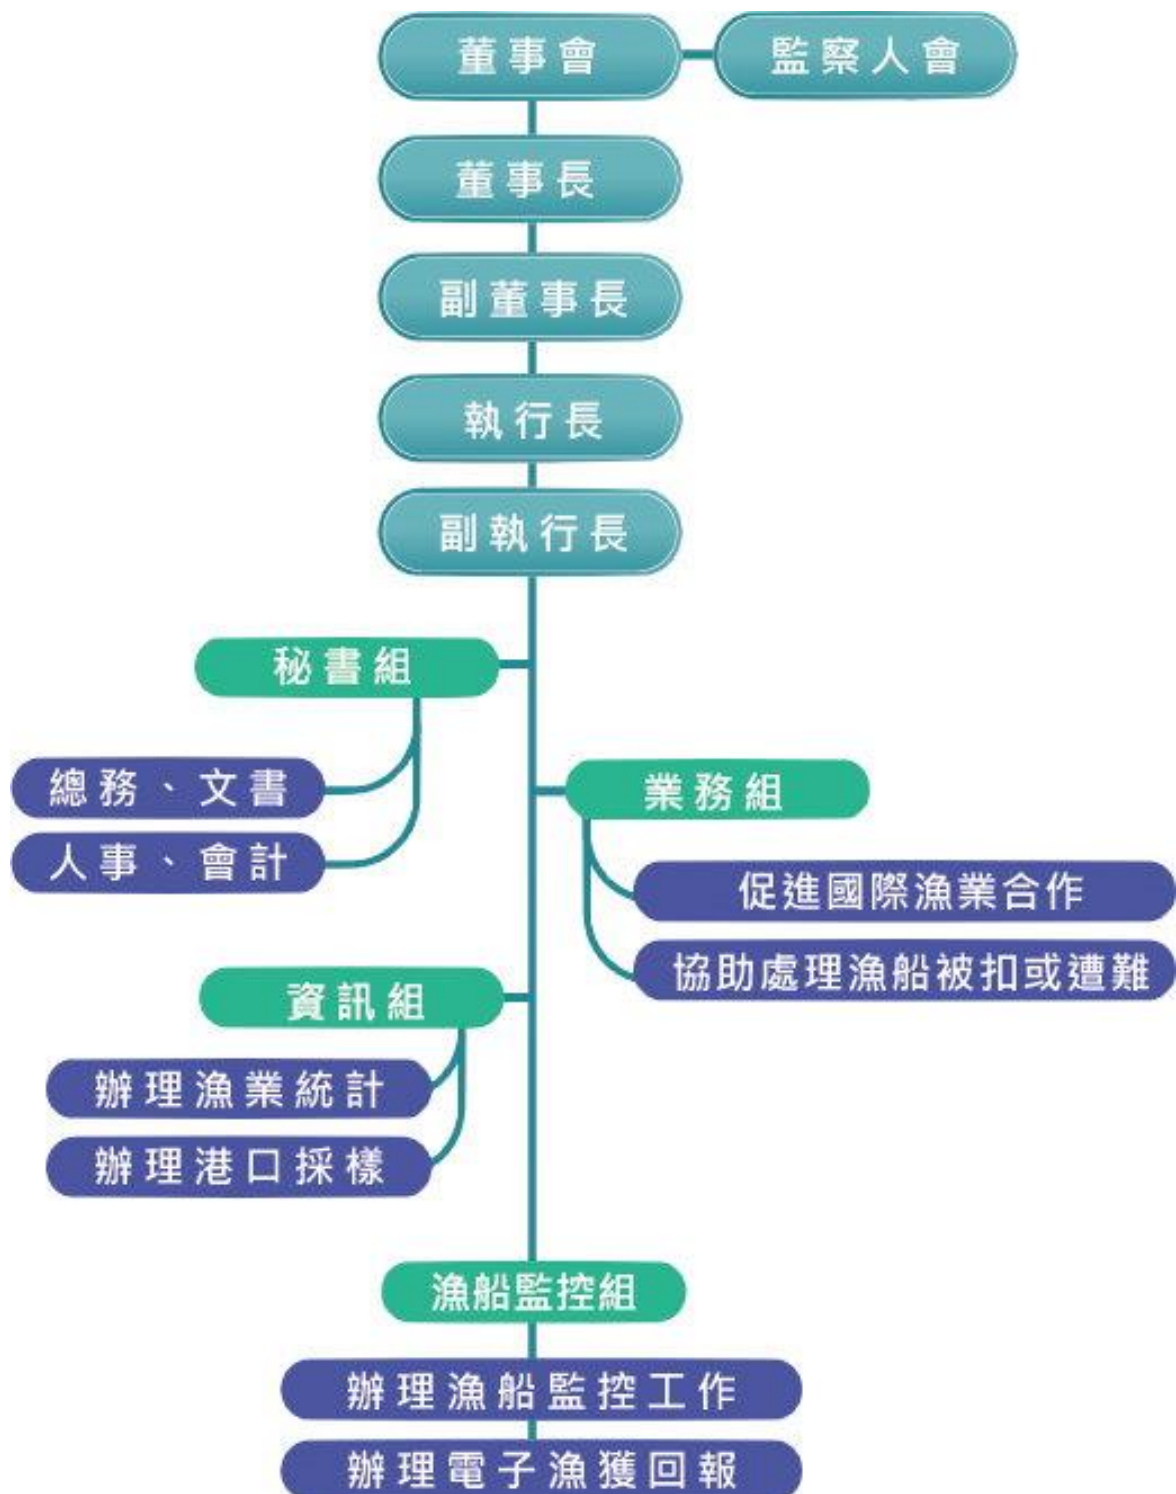 董事會
監察人會
董事長
副董事長
執行長
副執行長
秘書組
總務、文書
人事、會計
業務組
促進國際漁業合作
協助處理漁船被扣或遭難
資訊組
辦理漁業統計
辦理港口採樣
漁船監控組
辦理漁船監控工作
辦理電子漁獲回報